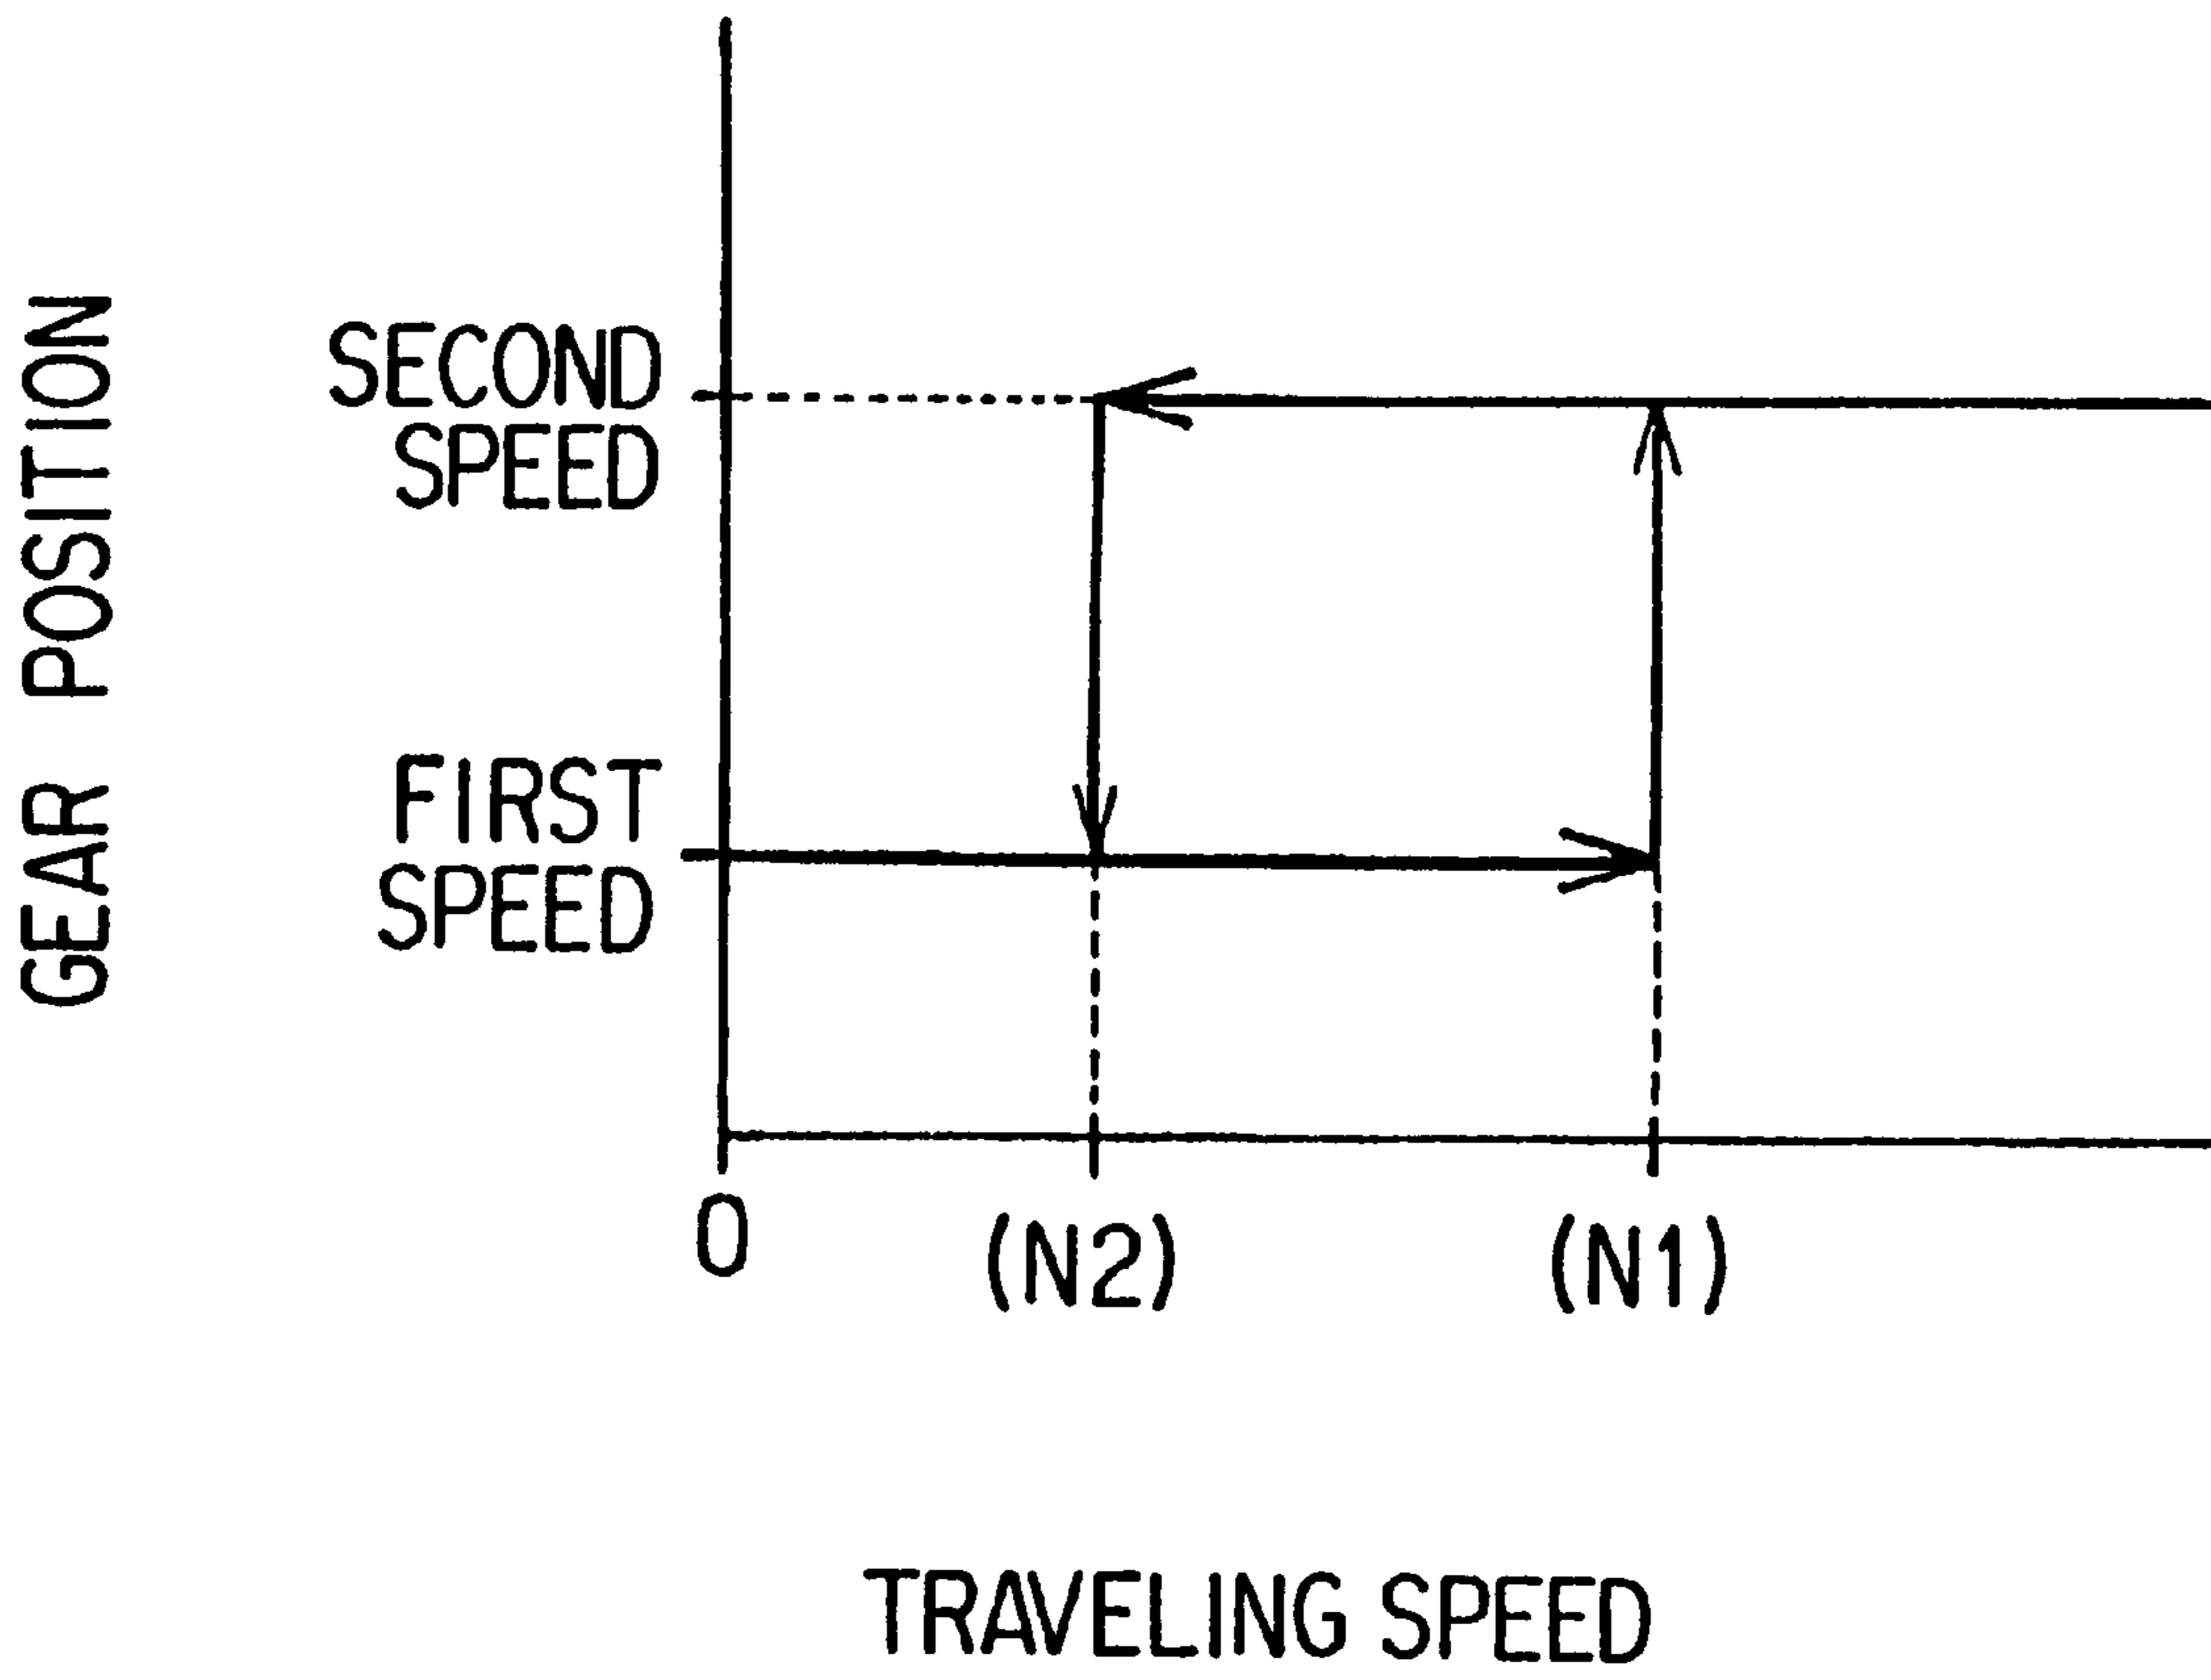 GEAR POSITION
SECOND
SPEED
FIRST
SPEED
0
(N2)
(N1)
TRAVELING SPEED